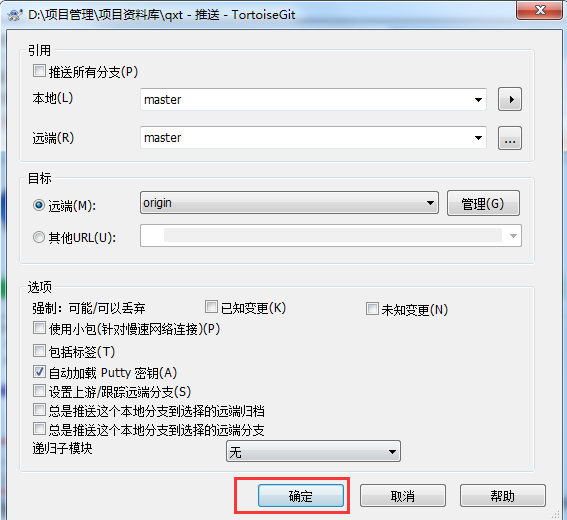 D:\项目管理\项目资料库\qxt - 推送 - TortoiseGit
引用
推送所有分支(P)
本地(L) master
远端(R) master ...
目标
远端(M): origin 管理(G)
其他URL(U):
选项
强制：可能/可以丢弃 已知变更(K) 未知变更(N)
使用小包(针对慢速网络连接)(P)
包括标签(T)
自动加载 Putty 密钥(A)
设置上游/跟踪远端分支(S)
总是推送这个本地分支到选择的远端归档
总是推送这个本地分支到选择的远端分支
递归子模块 无
确定 取消 帮助